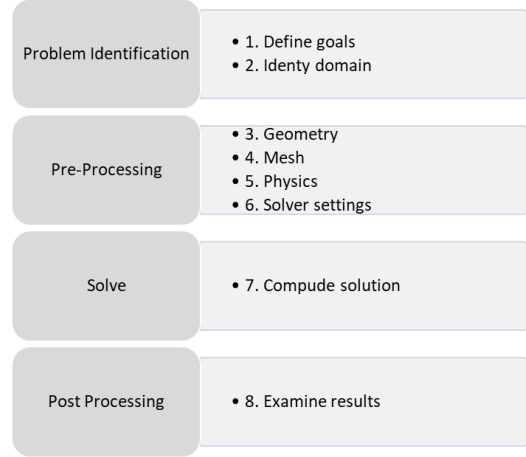 Problem Identification
• 1. Define goals
• 2. Identy domain
Pre-Processing
• 3. Geometry
• 4. Mesh
• 5. Physics
• 6. Solver settings
Solve
• 7. Compude solution
Post Processing
• 8. Examine results